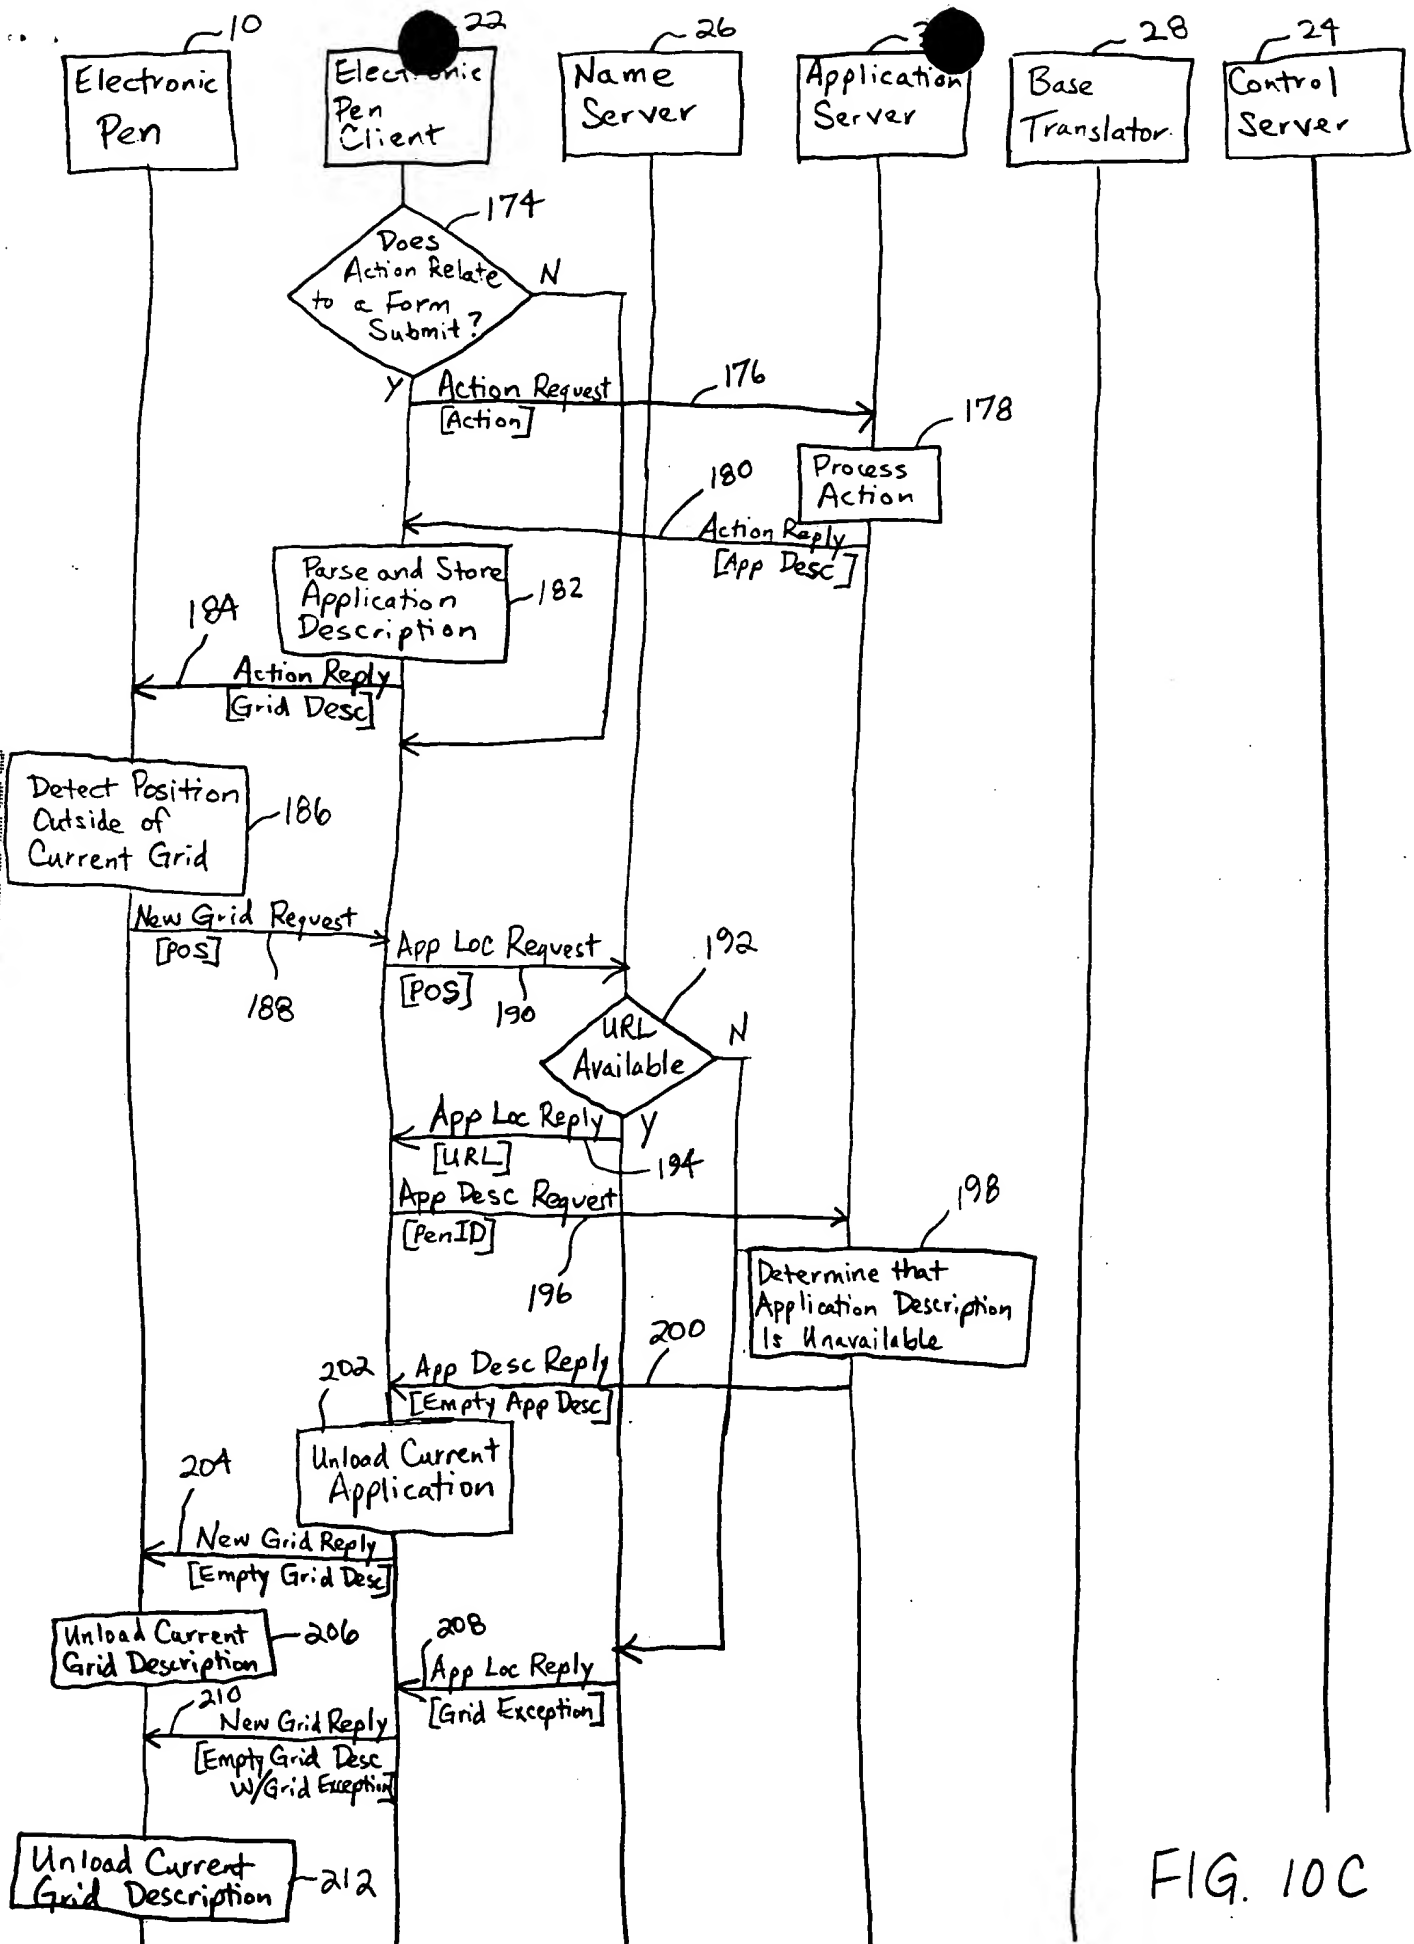 10
22
26
28
24
Electronic
Pen
Electronic
Pen
Client
Name
Server
Application
Server
Base
Translator
Control
Server
174
Does
Action Relate
to a Form
Submit?
N
Y
Action Request
[Action]
176
178
Process
Action
180
Action Reply
[App Desc]
Parse and Store
Application
Description
182
184
Action Reply
[Grid Desc]
Detect Position
Outside of
Current Grid
186
New Grid Request
[POS]
188
App Loc Request
[POS]
190
192
URL
Available
N
Y
App Loc Reply
[URL]
194
App Desc Request
[PenID]
196
198
Determine that
Application Description
Is Unavailable
200
App Desc Reply
[Empty App Desc]
202
Unload Current
Application
204
New Grid Reply
[Empty Grid Desc]
Unload Current
Grid Description
206
208
App Loc Reply
[Grid Exception]
210
New Grid Reply
[Empty Grid Desc
W/Grid Exception]
Unload Current
Grid Description
212
FIG. 10C